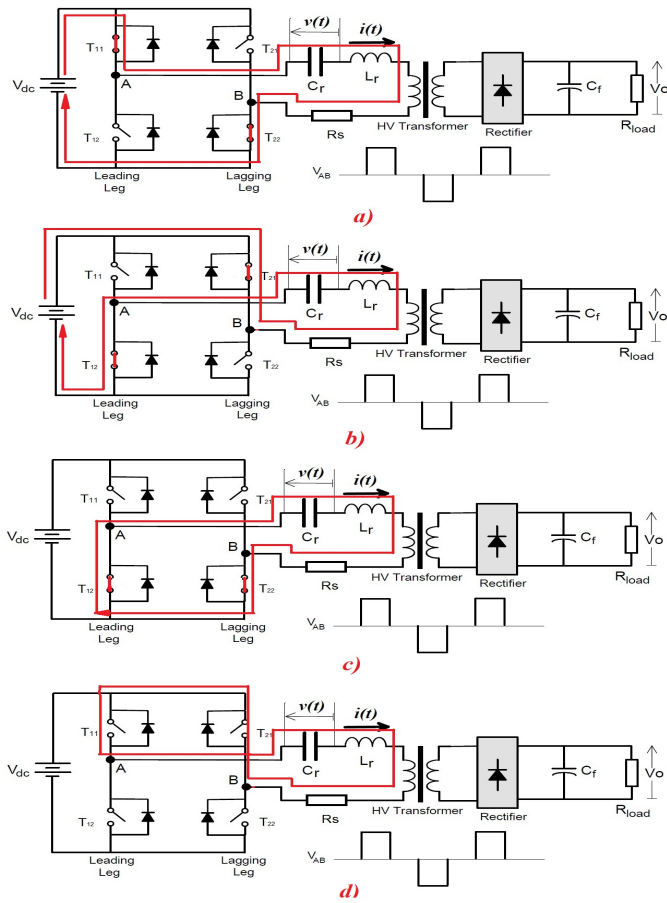 v(t) i(t)
T11 T21
Vdc A Cr Lr Cf Vo
B
T12 T22 Rs HV Transformer Rectifier Rload
Leading Leg Lagging Leg VAB
a)
v(t) i(t)
T11 T21
Vdc A Cr Lr Cf Vo
B
T12 T22 Rs HV Transformer Rectifier Rload
Leading Leg Lagging Leg VAB
b)
v(t) i(t)
T11 T21
Vdc A Cr Lr Cf Vo
B
T12 T22 Rs HV Transformer Rectifier Rload
Leading Leg Lagging Leg VAB
c)
v(t) i(t)
T11 T21
Vdc A Cr Lr Cf Vo
B
T12 T22 Rs HV Transformer Rectifier Rload
Leading Leg Lagging Leg VAB
d)